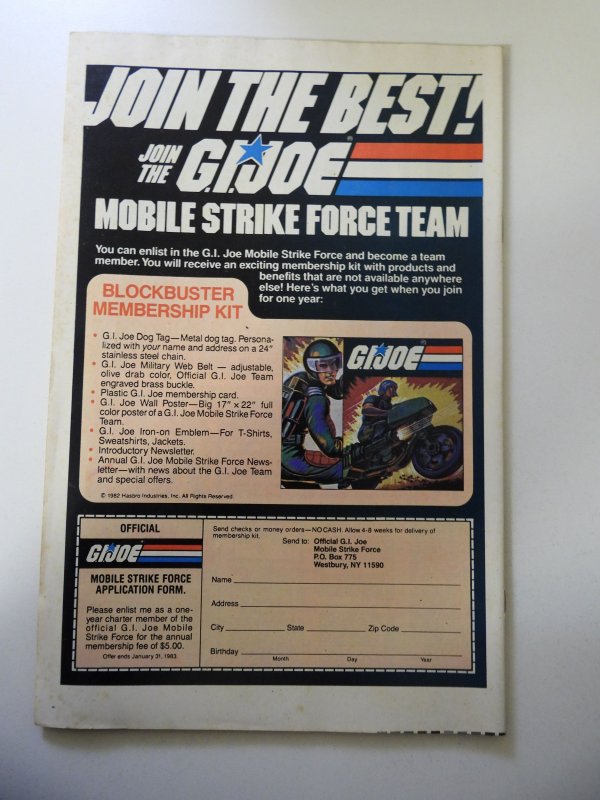 JOIN THE BEST!
JOIN THE G.I. JOE®
MOBILE STRIKE FORCE TEAM
You can enlist in the G.I. Joe Mobile Strike Force and become a team
member. You will receive an exciting membership kit with products and
benefits that are not available anywhere
else! Here's what you get when you join
for one year:
BLOCKBUSTER
MEMBERSHIP KIT
• G.I. Joe Dog Tag—Metal dog tag. Persona-
lized with your name and address on a 24"
stainless steel chain.
• G.I. Joe Military Web Belt — adjustable,
olive drab color, Official G.I. Joe Team
engraved brass buckle.
• Plastic G.I. Joe membership card.
• G.I. Joe Wall Poster—Big 17" x 22" full
color poster of a G.I. Joe Mobile Strike Force
Team.
• G.I. Joe Iron-on Emblem—For T-Shirts,
Sweatshirts, Jackets.
• Introductory Newsletter.
• Annual G.I. Joe Mobile Strike Force News-
letter—with news about the G.I. Joe Team
and special offers.
© 1982 Hasbro Industries, Inc. All Rights Reserved.
G.I. JOE
OFFICIAL
G.I. JOE
MOBILE STRIKE FORCE
APPLICATION FORM.
Please enlist me as a one-
year charter member of the
official G.I. Joe Mobile
Strike Force for the annual
membership fee of $5.00.
Offer ends January 31, 1983.
Send checks or money orders—NO CASH. Allow 4-8 weeks for delivery of
membership kit.
Send to: Official G.I. Joe
Mobile Strike Force
P.O. Box 775
Westbury, NY 11590
Name
Address
City State Zip Code
Birthday
Month Day Year